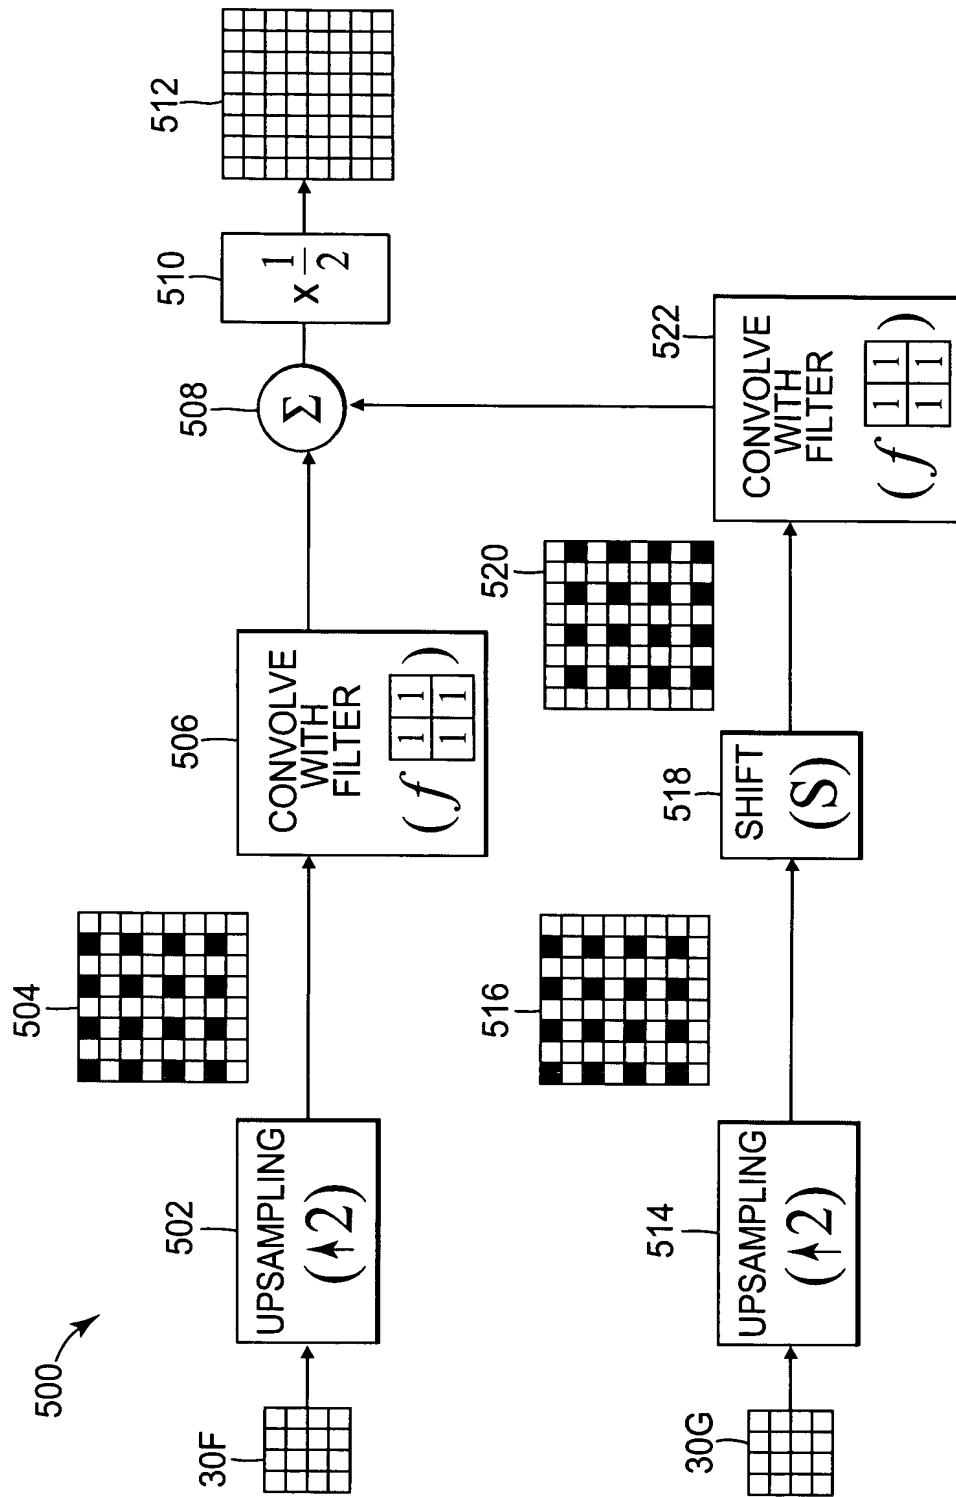 500
30F
502
UPSAMPLING
(↑2)
504
506
CONVOLVE
WITH
FILTER
(f 1 1 )
1 1
508
Σ
510
x 1/2
512
30G
514
UPSAMPLING
(↑2)
516
518
SHIFT
(S)
520
522
CONVOLVE
WITH
FILTER
(f 1 1 )
1 1